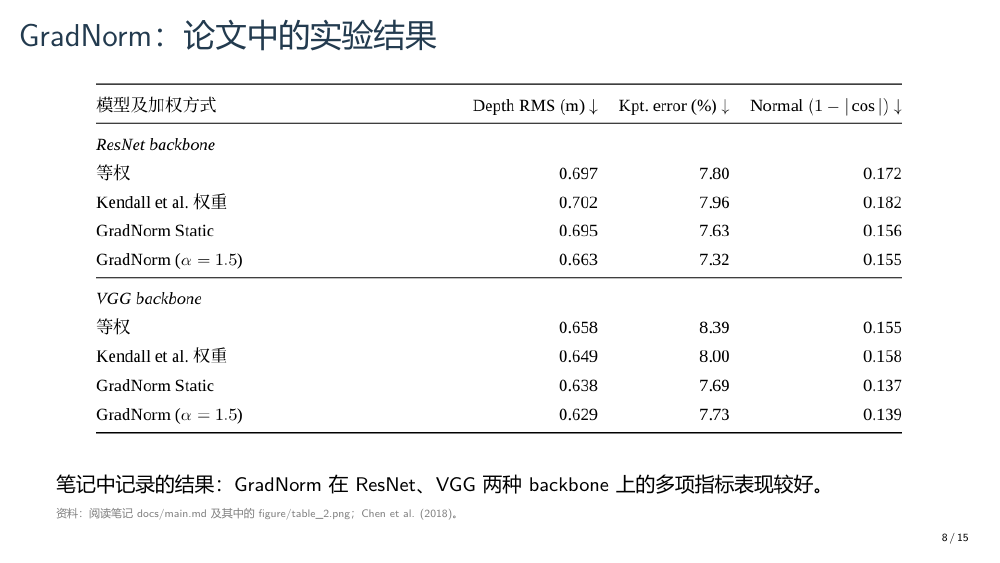 GradNorm：论文中的实验结果
模型及加权方式 Depth RMS (m) ↓ Kpt. error (%) ↓ Normal (1 − |cos|) ↓
ResNet backbone
等权 0.697 7.80 0.172
Kendall et al. 权重 0.702 7.96 0.182
GradNorm Static 0.695 7.63 0.156
GradNorm (α = 1.5) 0.663 7.32 0.155
VGG backbone
等权 0.658 8.39 0.155
Kendall et al. 权重 0.649 8.00 0.158
GradNorm Static 0.638 7.69 0.137
GradNorm (α = 1.5) 0.629 7.73 0.139
笔记中记录的结果：GradNorm 在 ResNet、VGG 两种 backbone 上的多项指标表现较好。
资料：阅读笔记 docs/main.md 及其中的 figure/table_2.png；Chen et al. (2018)。
8 / 15